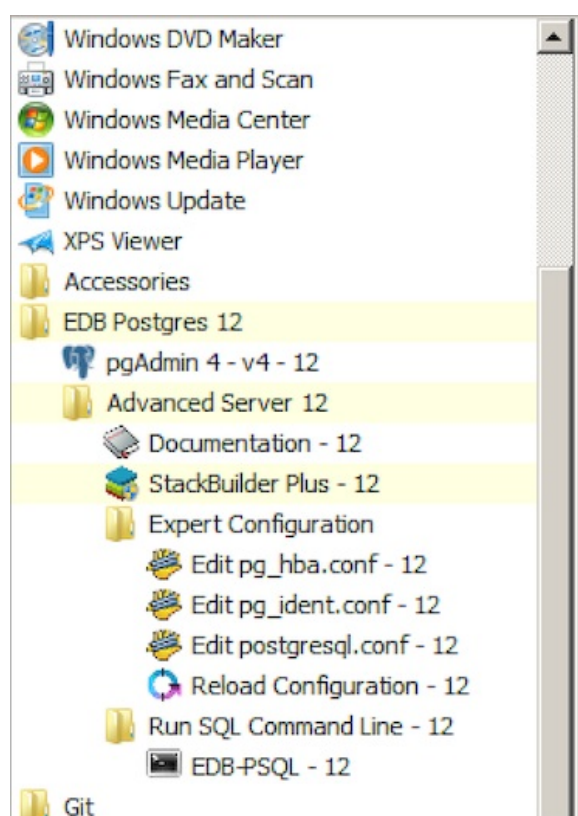 Windows DVD Maker
Windows Fax and Scan
Windows Media Center
Windows Media Player
Windows Update
XPS Viewer
Accessories
EDB Postgres 12
pgAdmin 4 - v4 - 12
Advanced Server 12
Documentation - 12
StackBuilder Plus - 12
Expert Configuration
Edit pg_hba.conf - 12
Edit pg_ident.conf - 12
Edit postgresql.conf - 12
Reload Configuration - 12
Run SQL Command Line - 12
EDB-PSQL - 12
Git